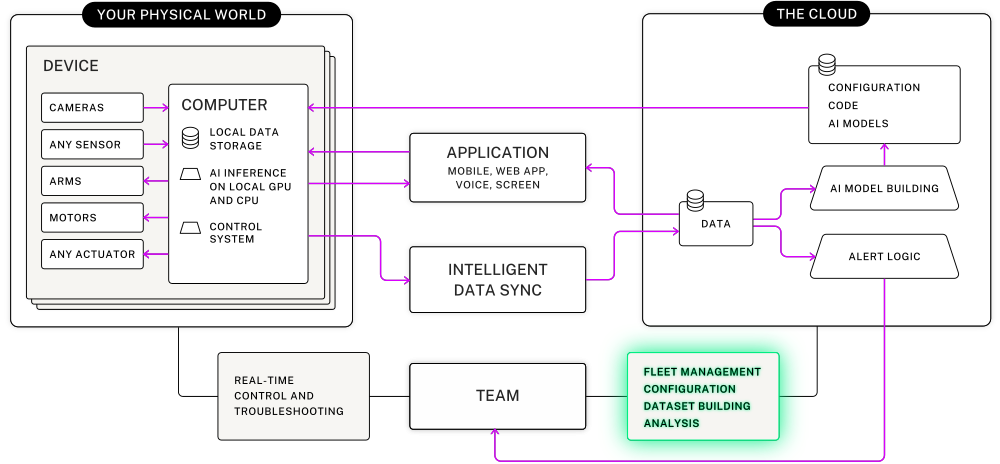 YOUR PHYSICAL WORLD
DEVICE
CAMERAS
ANY SENSOR
ARMS
MOTORS
ANY ACTUATOR
COMPUTER
LOCAL DATA
STORAGE
AI INFERENCE
ON LOCAL GPU
AND CPU
CONTROL
SYSTEM
APPLICATION
MOBILE, WEB APP,
VOICE, SCREEN
INTELLIGENT
DATA SYNC
THE CLOUD
CONFIGURATION
CODE
AI MODELS
AI MODEL BUILDING
DATA
ALERT LOGIC
REAL-TIME
CONTROL AND
TROUBLESHOOTING
TEAM
FLEET MANAGEMENT
CONFIGURATION
DATASET BUILDING
ANALYSIS